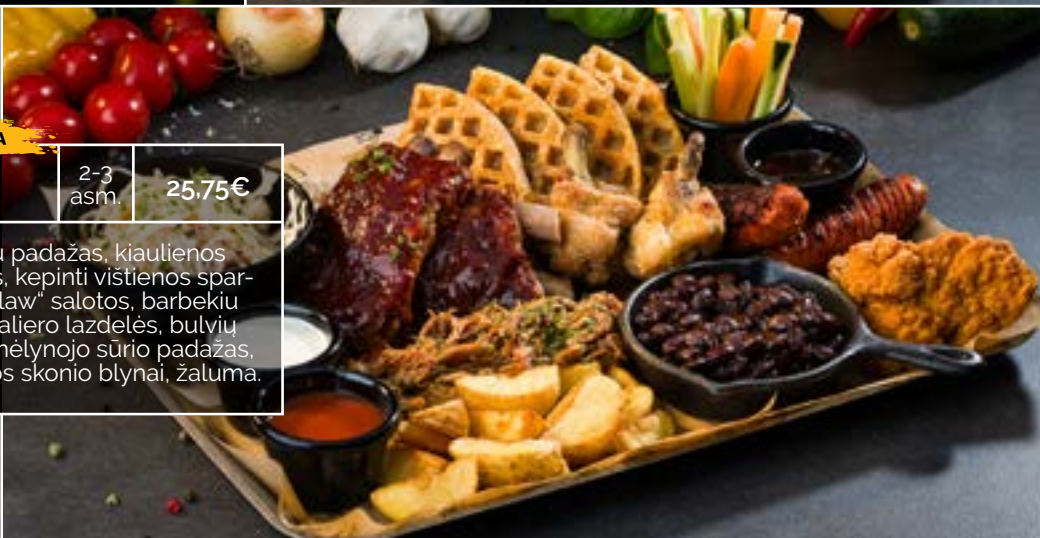 A
2-3
asm.
25,75€
padažas, kiaulienos
kepinti vištienos spar-
law“ salotos, barbekiu
aliero lazdelės, bulvių
mėlynojo sūrio padažas,
skonio blynai, žaluma.